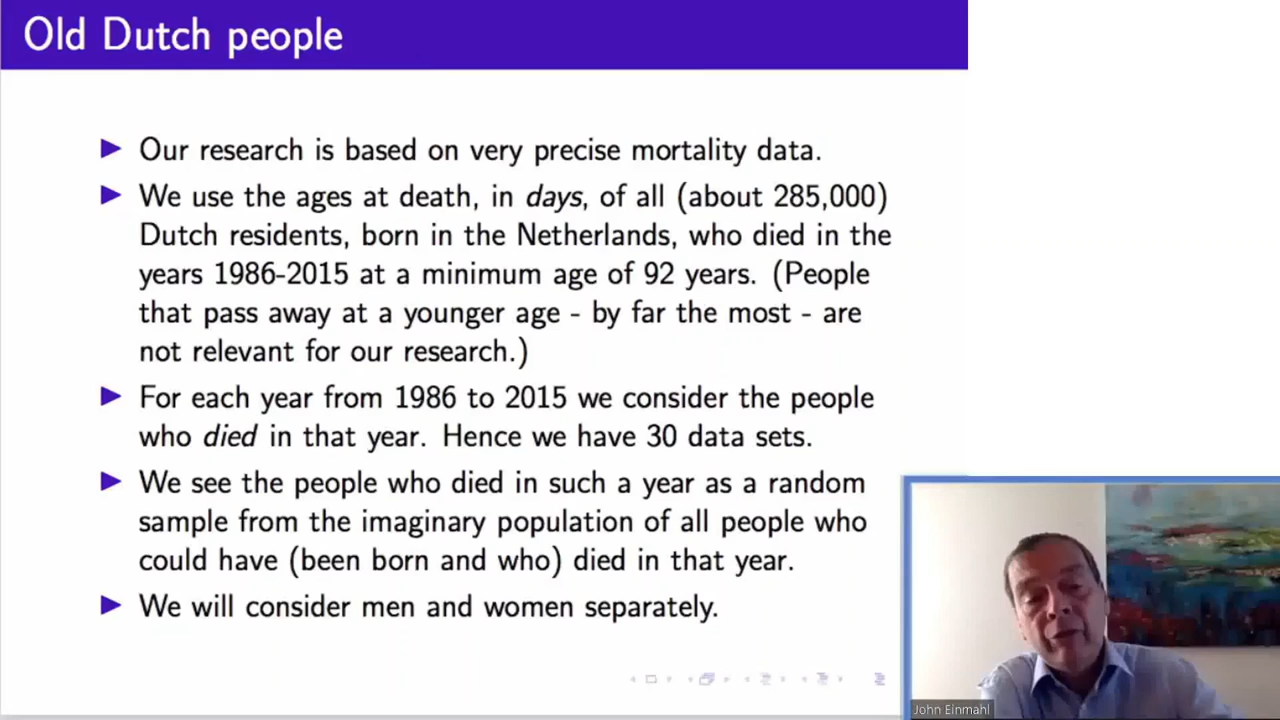 Old Dutch people
Our research is based on very precise mortality data.
We use the ages at death, in days, of all (about 285,000)
Dutch residents, born in the Netherlands, who died in the
years 1986-2015 at a minimum age of 92 years. (People
that pass away at a younger age - by far the most - are
not relevant for our research.)
For each year from 1986 to 2015 we consider the people
who died in that year. Hence we have 30 data sets.
We see the people who died in such a year as a random
sample from the imaginary population of all people who
could have (been born and who) died in that year.
We will consider men and women separately.
John Einmahl